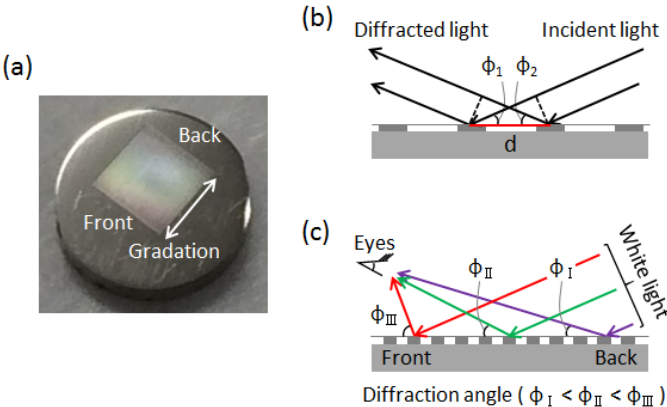 (a)
Back
Front
Gradation
(b)
Diffracted light
Incident light
ϕ1
ϕ2
d
(c)
Eyes
White light
ϕⅡ
ϕⅠ
ϕⅢ
Front
Back
Diffraction angle ( ϕⅠ < ϕⅡ < ϕⅢ )